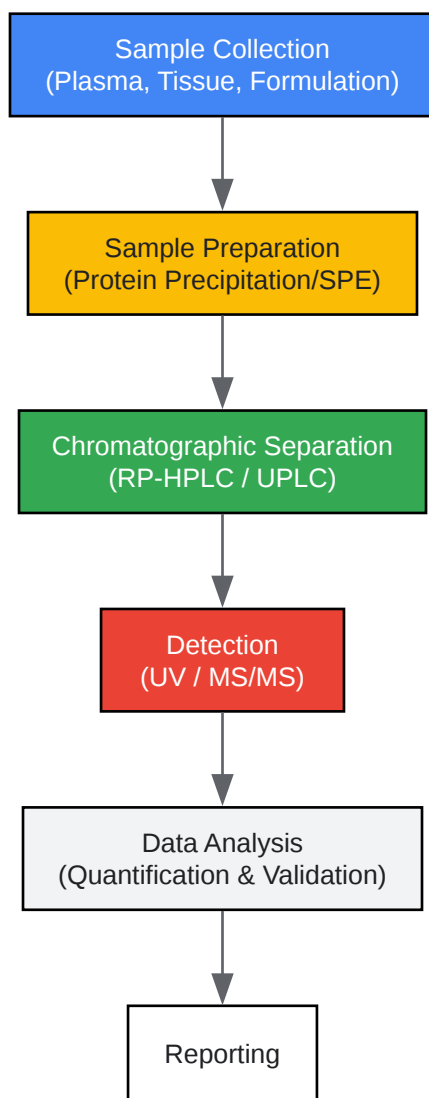 Sample Collection
(Plasma, Tissue, Formulation)
Sample Preparation
(Protein Precipitation/SPE)
Chromatographic Separation
(RP-HPLC / UPLC)
Detection
(UV / MS/MS)
Data Analysis
(Quantification & Validation)
Reporting